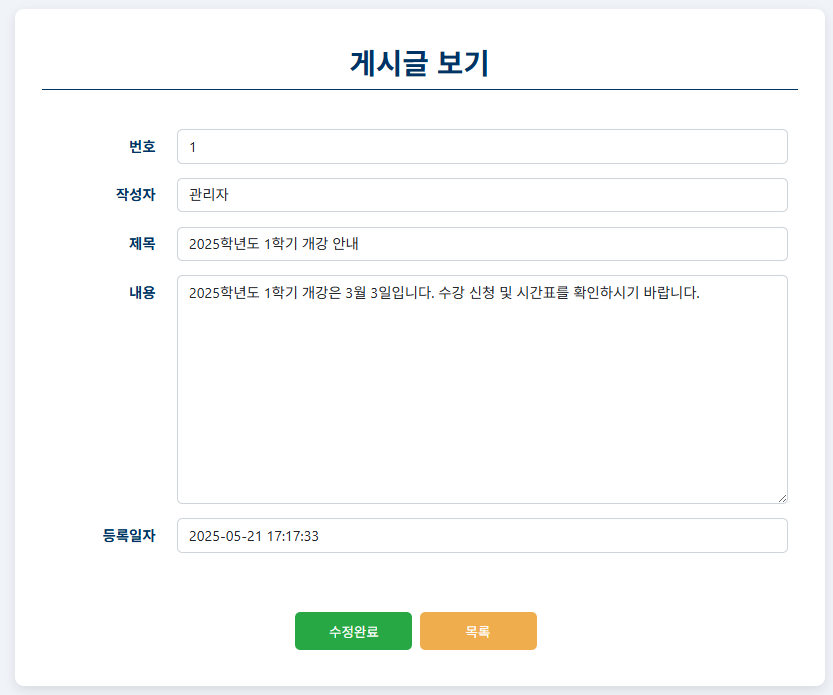 게시글 보기
번호
1
작성자
관리자
제목
2025학년도 1학기 개강 안내
내용
2025학년도 1학기 개강은 3월 3일입니다. 수강 신청 및 시간표를 확인하시기 바랍니다.
등록일자
2025-05-21 17:17:33
수정완료
목록